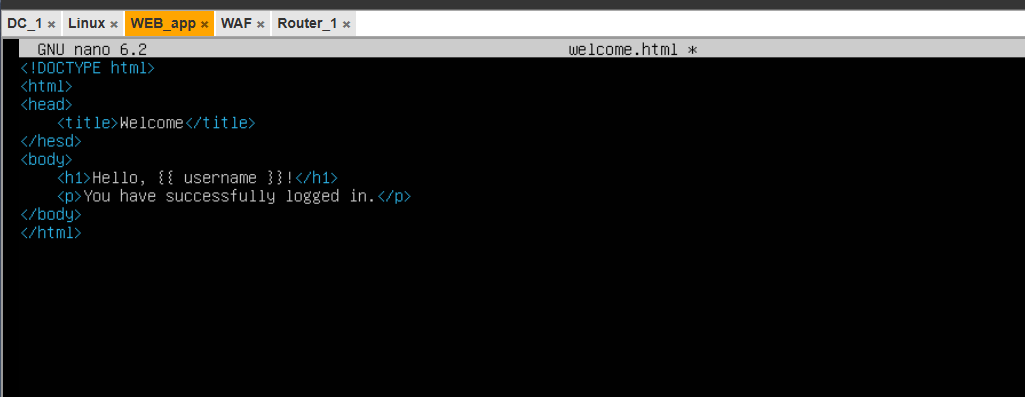 DC_1 × Linux × WEB_app × WAF × Router_1 ×
GNU nano 6.2 welcome.html *
<!DOCTYPE html>
<html>
<head>
    <title>Welcome</title>
</hesd>
<body>
    <h1>Hello, {{ username }}!</h1>
    <p>You have successfully logged in.</p>
</body>
</html>